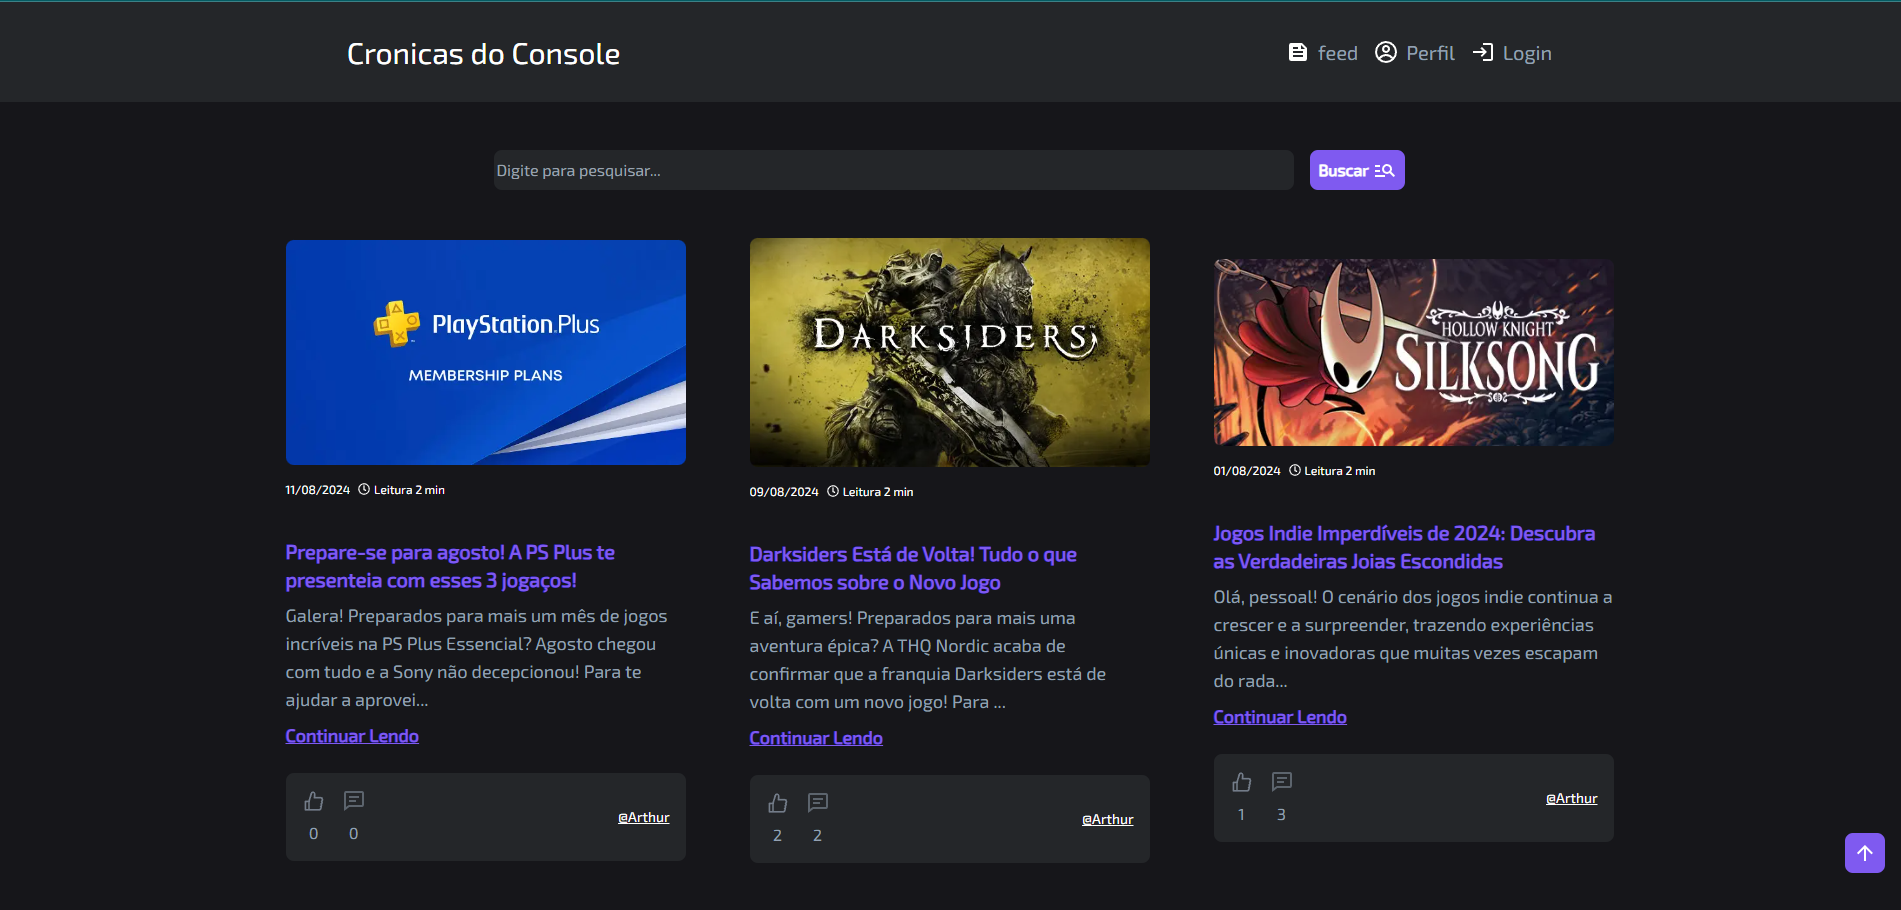 Cronicas do Console
feed Perfil Login
Digite para pesquisar...
Buscar
PlayStation.Plus
MEMBERSHIP PLANS
11/08/2024 Leitura 2 min
Prepare-se para agosto! A PS Plus te
presenteia com esses 3 jogaços!
Galera! Preparados para mais um mês de jogos
incríveis na PS Plus Essencial? Agosto chegou
com tudo e a Sony não decepcionou! Para te
ajudar a aprovei...
Continuar Lendo
0 0
@Arthur
DARKSIDERS
09/08/2024 Leitura 2 min
Darksiders Está de Volta! Tudo o que
Sabemos sobre o Novo Jogo
E aí, gamers! Preparados para mais uma
aventura épica? A THQ Nordic acaba de
confirmar que a franquia Darksiders está de
volta com um novo jogo! Para ...
Continuar Lendo
2 2
@Arthur
HOLLOW KNIGHT
SILKSONG
01/08/2024 Leitura 2 min
Jogos Indie Imperdíveis de 2024: Descubra
as Verdadeiras Joias Escondidas
Olá, pessoal! O cenário dos jogos indie continua a
crescer e a surpreender, trazendo experiências
únicas e inovadoras que muitas vezes escapam
do rada...
Continuar Lendo
1 3
@Arthur